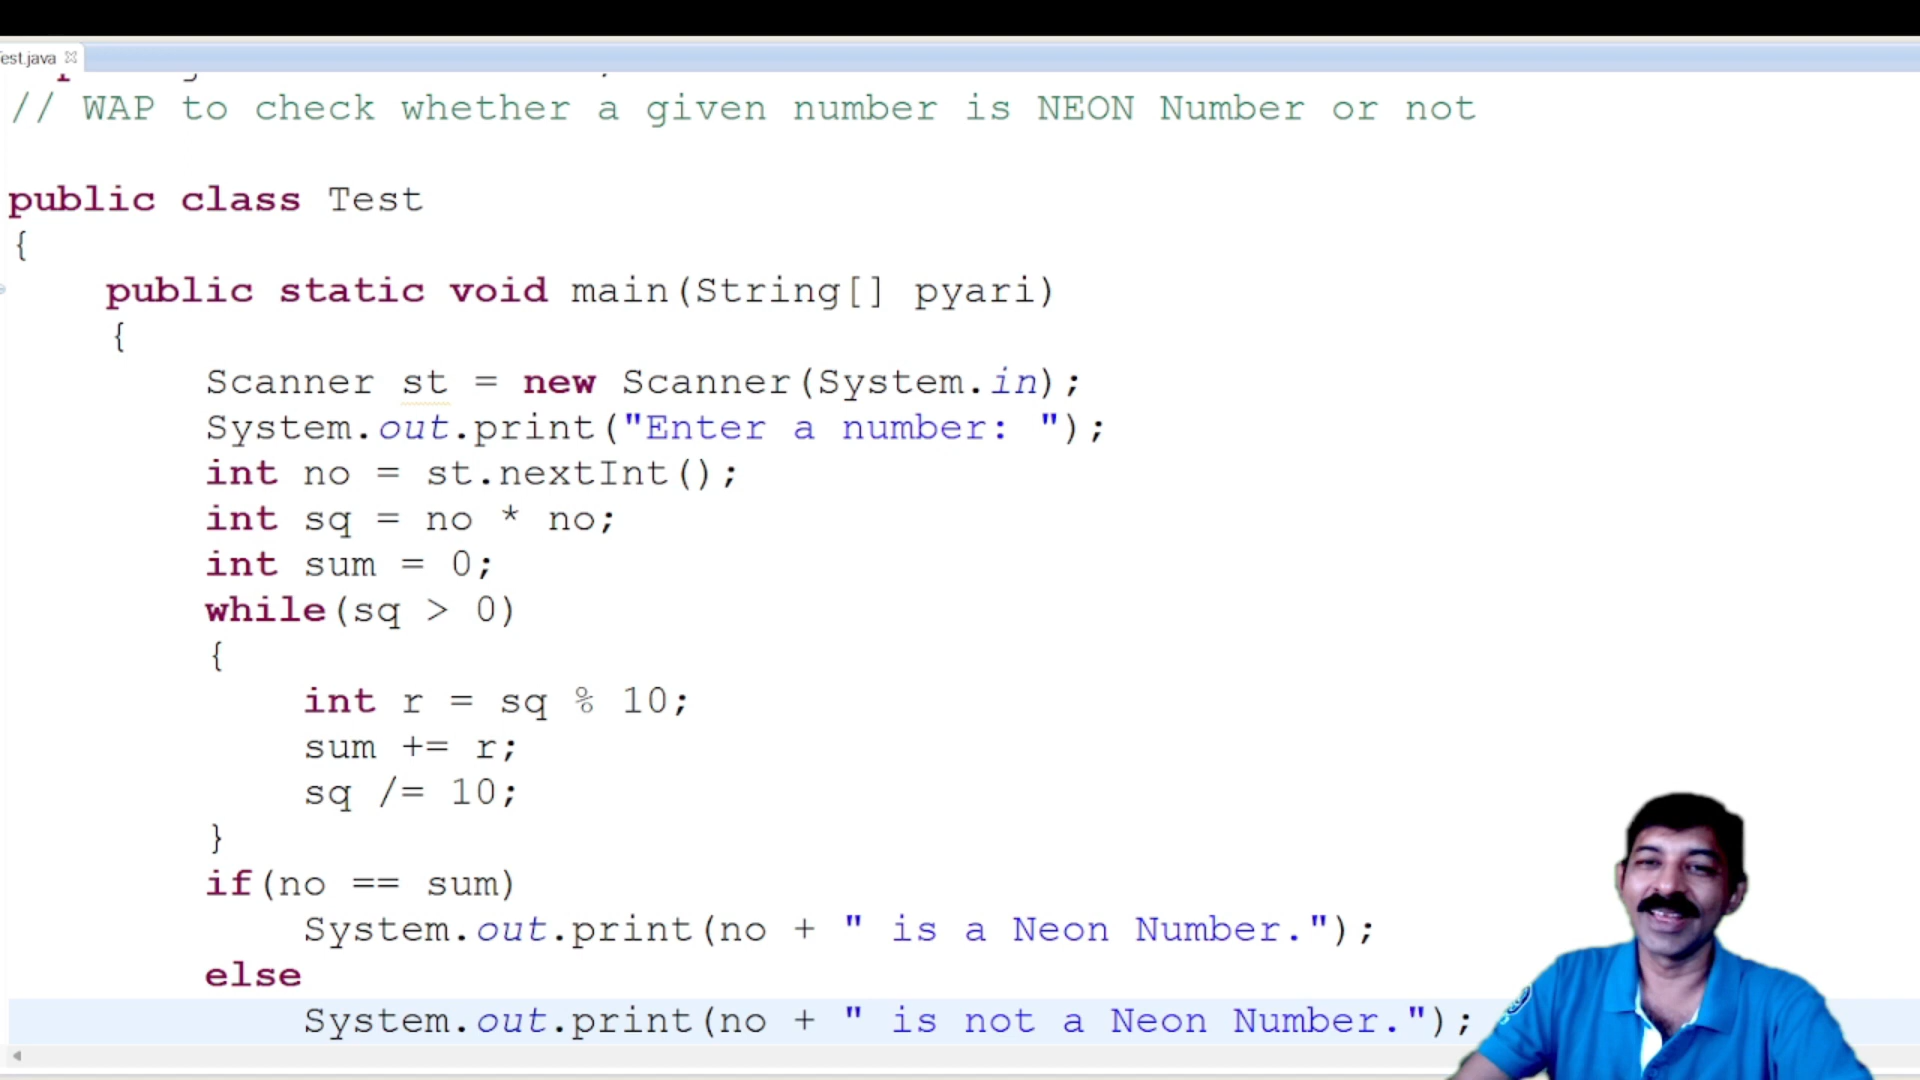 est.java
// WAP to check whether a given number is NEON Number or not
public class Test
{
public static void main(String[] pyari)
{
Scanner st = new Scanner(System.in);
System.out.print("Enter a number: ");
int no = st.nextInt();
int sq = no * no;
int sum = 0;
while(sq > 0)
{
int r = sq % 10;
sum += r;
sq /= 10;
}
if(no == sum)
System.out.print(no + " is a Neon Number.");
else
System.out.print(no + " is not a Neon Number.");